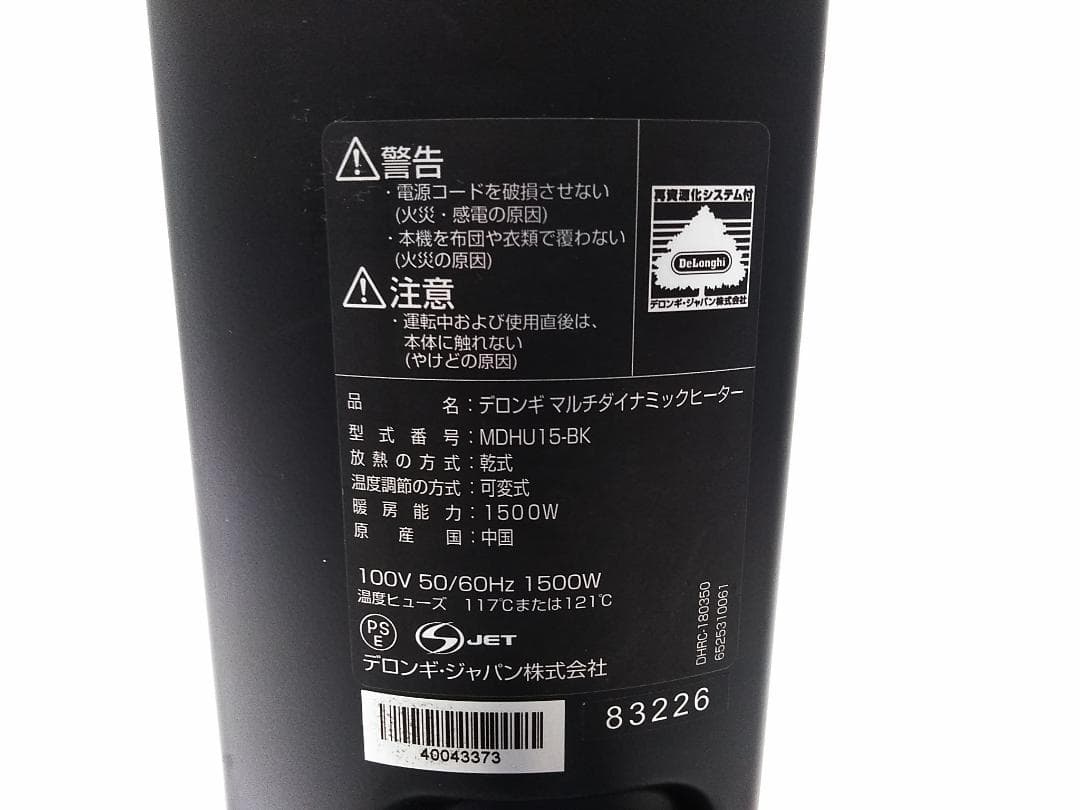 警告
・電源コードを破損させない
(火災・感電の原因)
・本機を布団や衣類で覆わない
(火災の原因)
注意
・運転中および使用直後は、
本体に触れない
(やけどの原因)
再資源化システム付
DeLonghi
デロンギ・ジャパン株式会社
品名：デロンギ マルチダイナミックヒーター
型式番号：MDHU15-BK
放熱の方式：乾式
温度調節の方式：可変式
暖房能力：1500W
原産国：中国
100V 50/60Hz 1500W
温度ヒューズ 117℃または121℃
PS
E
S JET
デロンギ・ジャパン株式会社
DHRC-180350
6525310061
40043373
83226